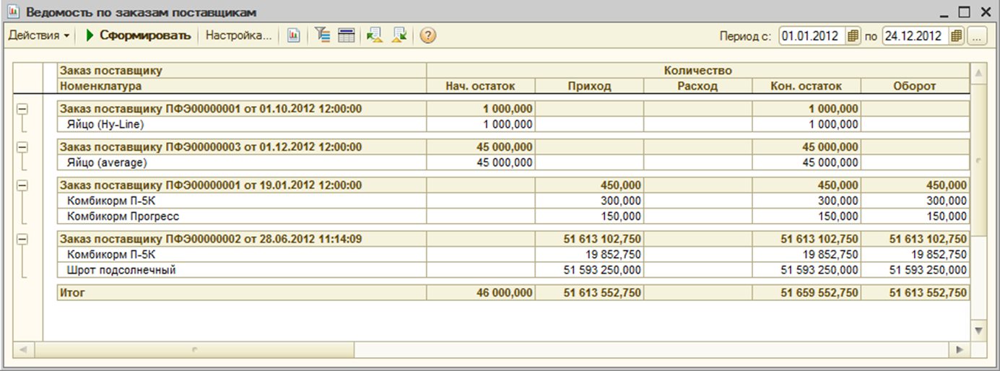 Ведомость по заказам поставщикам
Действия Сформировать Настройка... Период с: 01.01.2012 по 24.12.2012 ...
Заказ поставщику Количество
Номенклатура Нач. остаток Приход Расход Кон. остаток Оборот
Заказ поставщику ПФЭ00000001 от 01.10.2012 12:00:00 1 000,000 1 000,000
Яйцо (Hy-Line) 1 000,000 1 000,000
Заказ поставщику ПФЭ00000003 от 01.12.2012 12:00:00 45 000,000 45 000,000
Яйцо (average) 45 000,000 45 000,000
Заказ поставщику ПФЭ00000001 от 19.01.2012 12:00:00 450,000 450,000 450,000
Комбикорм П-5К 300,000 300,000 300,000
Комбикорм Прогресс 150,000 150,000 150,000
Заказ поставщику ПФЭ00000002 от 28.06.2012 11:14:09 51 613 102,750 51 613 102,750 51 613 102,750
Комбикорм П-5К 19 852,750 19 852,750 19 852,750
Шрот подсолнечный 51 593 250,000 51 593 250,000 51 593 250,000
Итог 46 000,000 51 613 552,750 51 659 552,750 51 613 552,750